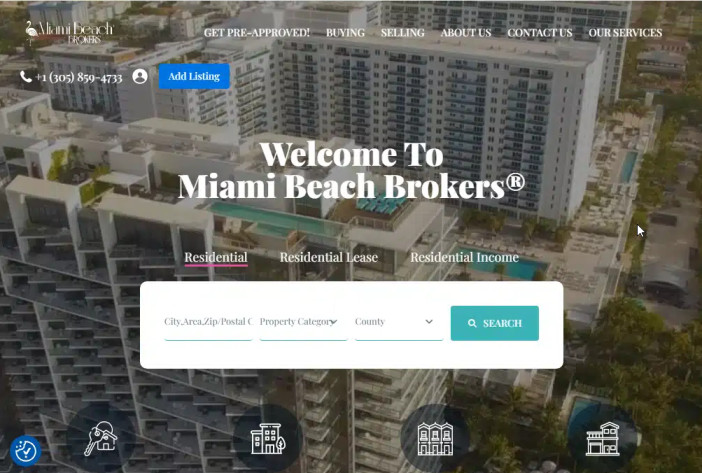 Miami Beach
BROKERS
GET PRE-APPROVED!
BUYING
SELLING
ABOUT US
CONTACT US
OUR SERVICES
+1 (305) 859-4733
Add Listing
Welcome To
Miami Beach Brokers®
Residential
Residential Lease
Residential Income
City,Area,Zip/Postal C
Property Category
County
SEARCH